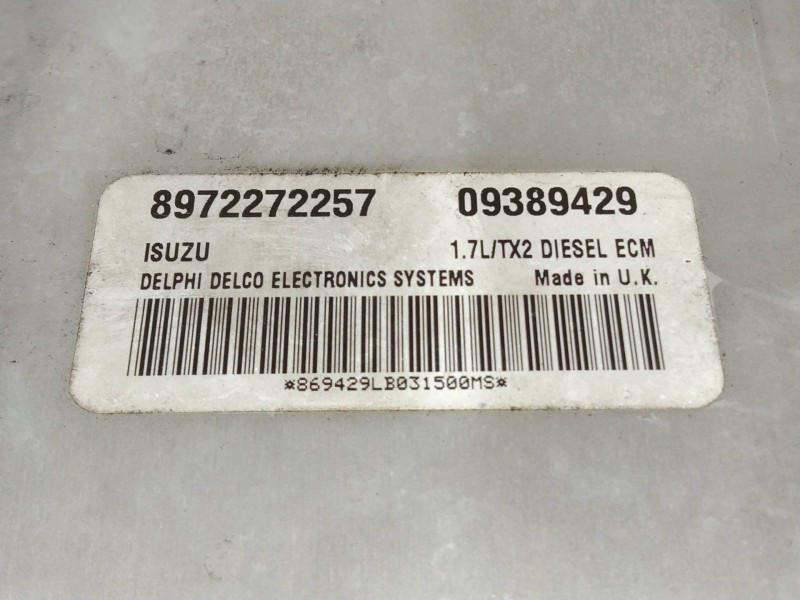 8972272257 09389429
ISUZU 1.7L/TX2 DIESEL ECM
DELPHI DELCO ELECTRONICS SYSTEMS Made in U.K.
*869429LB031500MS*